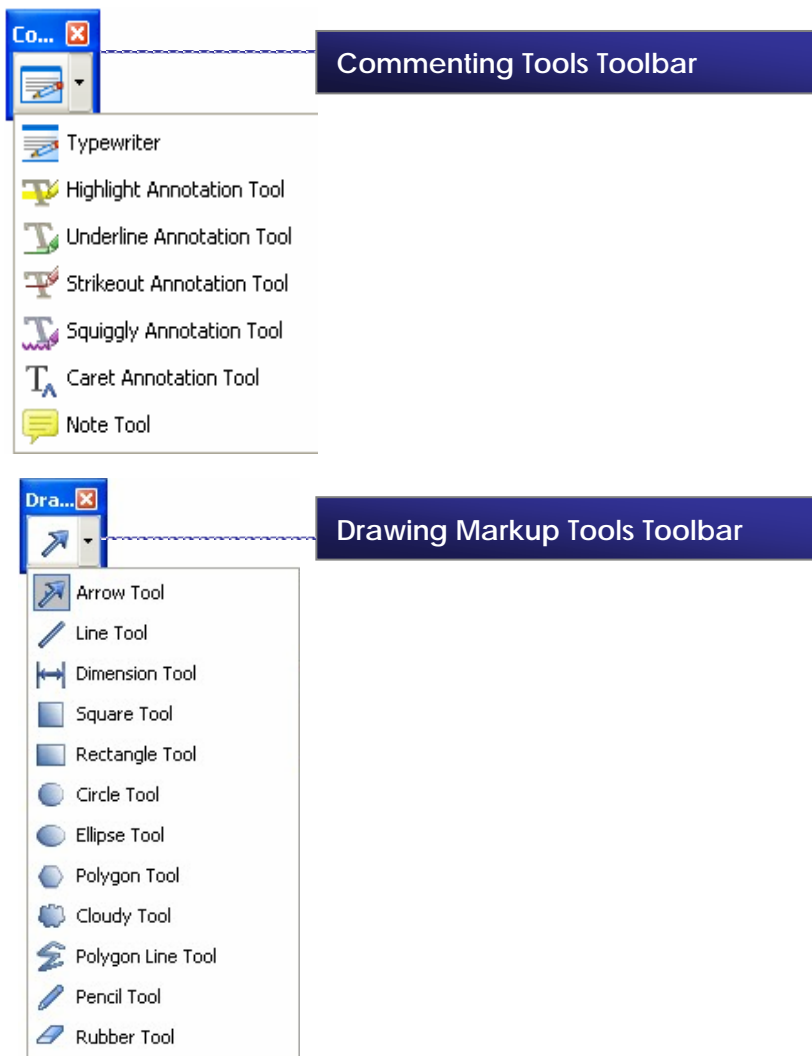 Co...
Commenting Tools Toolbar
Typewriter
Highlight Annotation Tool
Underline Annotation Tool
Strikeout Annotation Tool
Squiggly Annotation Tool
Caret Annotation Tool
Note Tool
Dra...
Drawing Markup Tools Toolbar
Arrow Tool
Line Tool
Dimension Tool
Square Tool
Rectangle Tool
Circle Tool
Ellipse Tool
Polygon Tool
Cloudy Tool
Polygon Line Tool
Pencil Tool
Rubber Tool